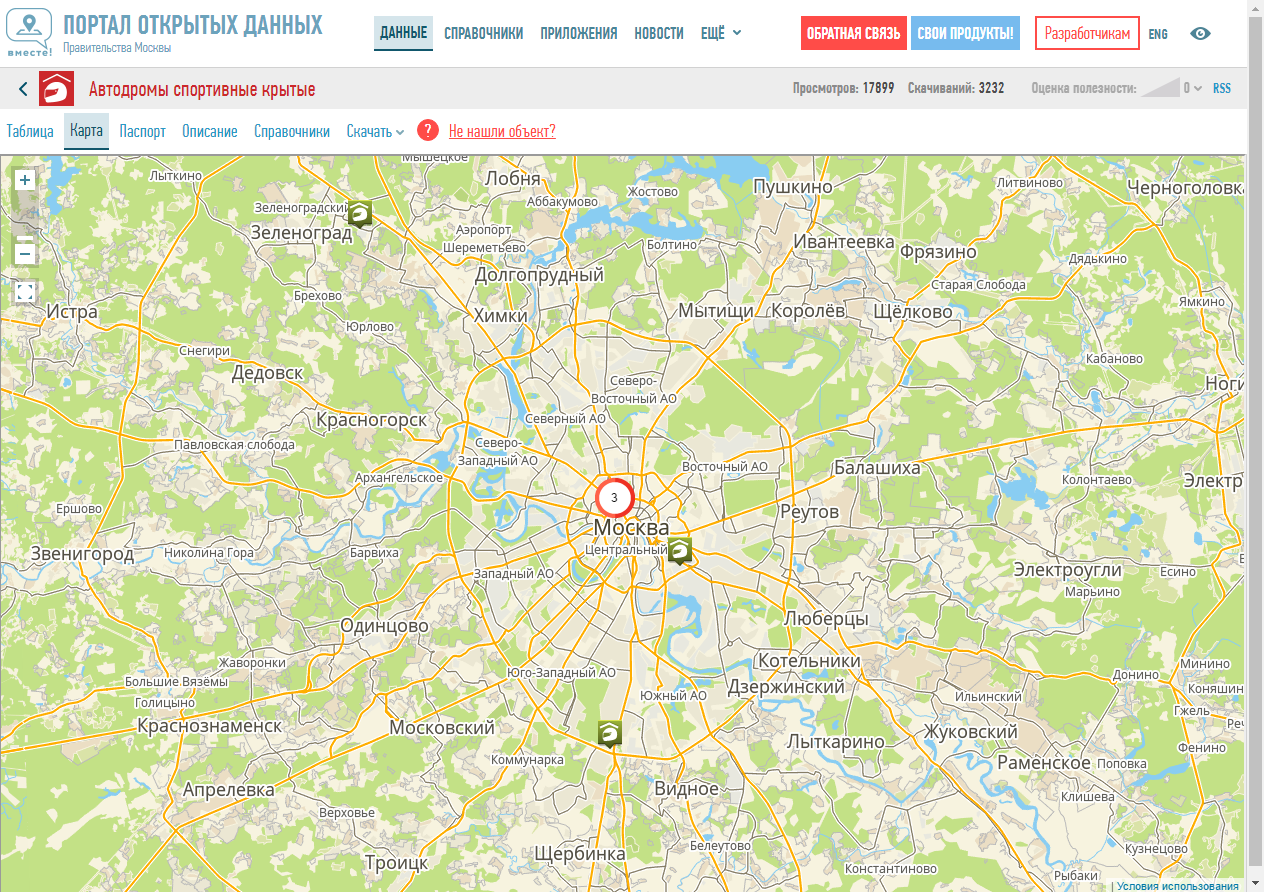 вместе!
ПОРТАЛ ОТКРЫТЫХ ДАННЫХ
Правительства Москвы
ДАННЫЕ СПРАВОЧНИКИ ПРИЛОЖЕНИЯ НОВОСТИ ЕЩЁ
ОБРАТНАЯ СВЯЗЬ СВОИ ПРОДУКТЫ! Разработчикам ENG
Автодромы спортивные крытые
Просмотров: 17899 Скачиваний: 3232 Оценка полезности: 0 RSS
Таблица Карта Паспорт Описание Справочники Скачать ? Не нашли объект?
Мышецкое
Лыткино
Лобня
Пушкино
Литвиново
Черноголовка
Жостово
Аббакумово
Зеленоградский
Зеленоград
Аэропорт
Шереметьево
Болтино
Ивантеевка
Фрязино
Дядькино
Долгопрудный
Старая Слобода
Брехово
Ямкино
Истра
Химки
Мытищи
Королёв
Щёлково
Юрлово
Снегири
Кабаново
Дедовск
Северо-
Восточный АО
Ноги
Красногорск
Северный АО
Павловская слобода
Северо-
Западный АО
Восточный АО
Балашиха
Архангельское
Колонтаево
Электр
3
Ершово
Реутов
Москва
Звенигород
Николина Гора
Барвиха
Центральный
Западный АО
Электроугли
Есино
Марьино
Одинцово
Люберцы
Жаворонки
Котельники
Минино
Юго-Западный АО
Большие Вязёмы
Донино
Дзержинский
Коняшин
Голицыно
Южный АО
Ильинский
Гжель
Краснознаменск
Московский
Речи
Жуковский
Лыткарино
Фенино
Коммунарка
Раменское
Поповка
Апрелевка
Видное
Клишева
Верховье
Белеутово
Кузнецово
Щербинка
Троицк
Константиново
Рыбаки
Условия использования